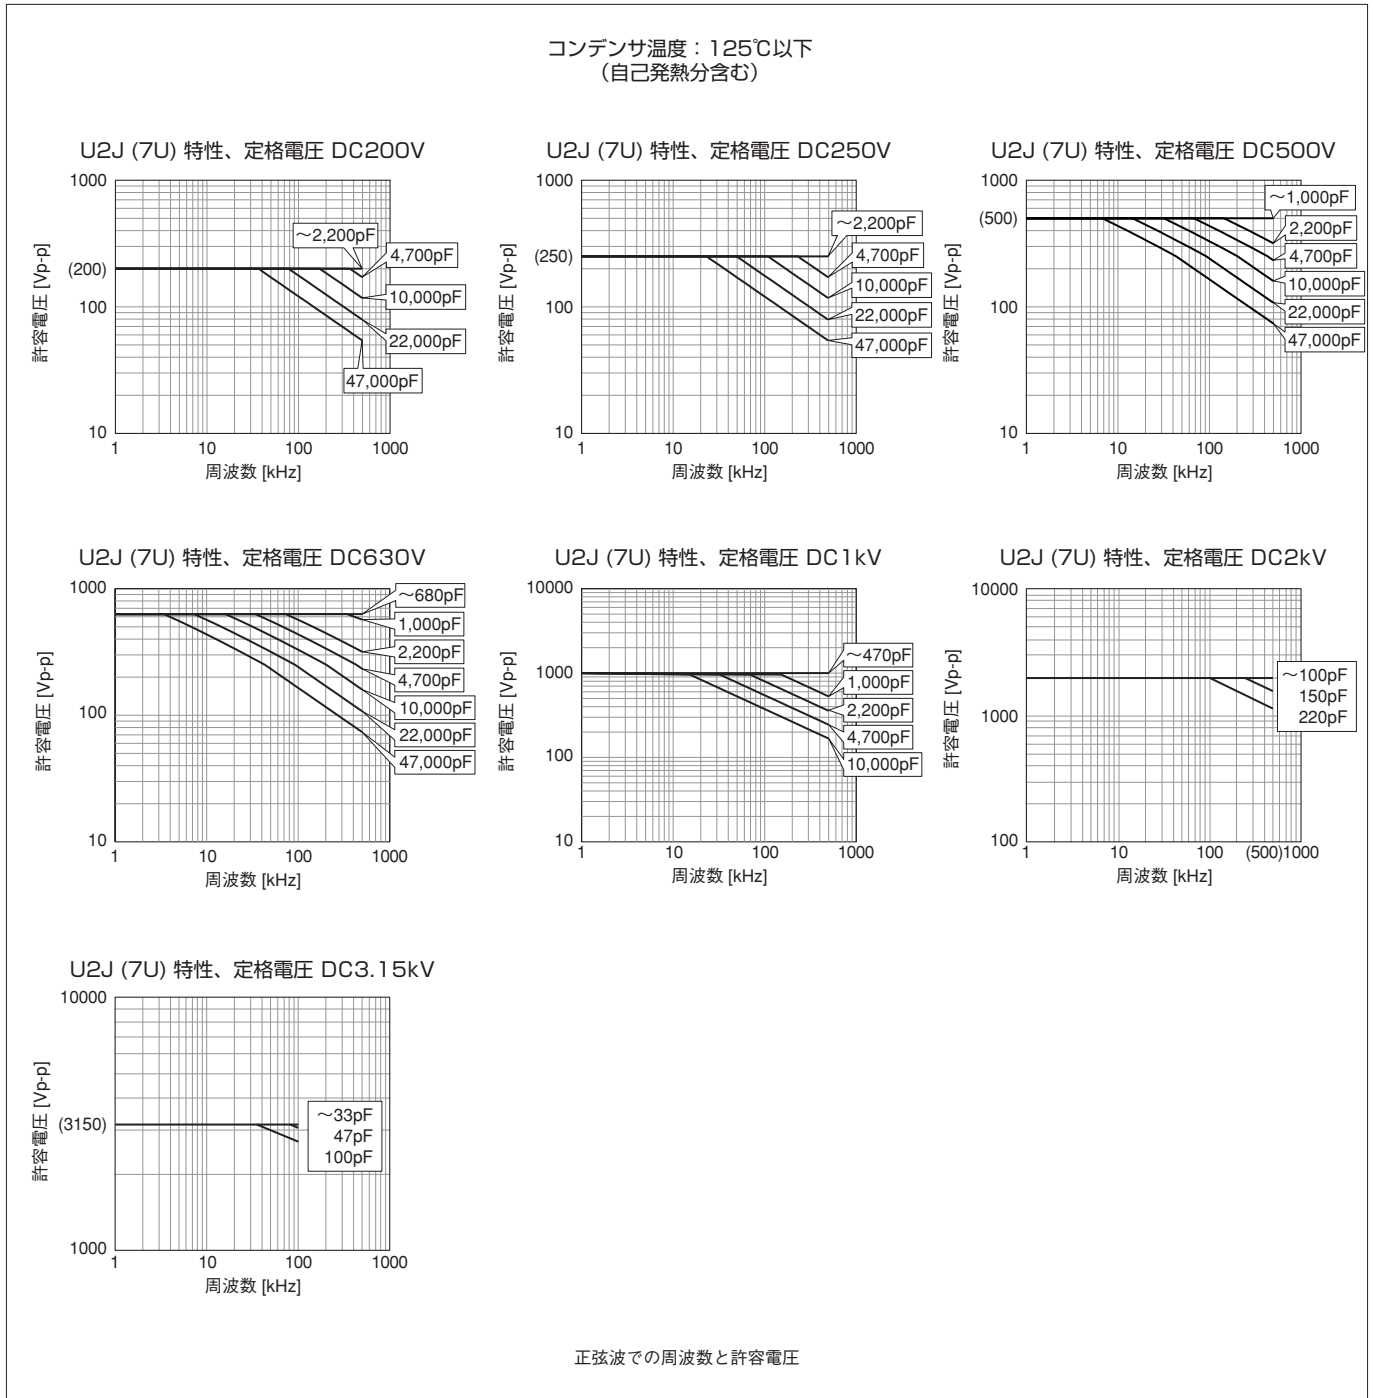 コンデンサ温度：125℃以下
（自己発熱分含む）
U2J (7U) 特性、定格電圧 DC200V
1000
(200)
100
10
許容電圧 [Vp-p]
～2,200pF
4,700pF
10,000pF
22,000pF
47,000pF
1 10 100 1000
周波数 [kHz]
U2J (7U) 特性、定格電圧 DC250V
1000
(250)
100
10
許容電圧 [Vp-p]
～2,200pF
4,700pF
10,000pF
22,000pF
47,000pF
1 10 100 1000
周波数 [kHz]
U2J (7U) 特性、定格電圧 DC500V
1000
(500)
100
10
許容電圧 [Vp-p]
～1,000pF
2,200pF
4,700pF
10,000pF
22,000pF
47,000pF
1 10 100 1000
周波数 [kHz]
U2J (7U) 特性、定格電圧 DC630V
1000
100
10
許容電圧 [Vp-p]
～680pF
1,000pF
2,200pF
4,700pF
10,000pF
22,000pF
47,000pF
1 10 100 1000
周波数 [kHz]
U2J (7U) 特性、定格電圧 DC1kV
10000
1000
100
10
許容電圧 [Vp-p]
～470pF
1,000pF
2,200pF
4,700pF
10,000pF
1 10 100 1000
周波数 [kHz]
U2J (7U) 特性、定格電圧 DC2kV
10000
1000
100
許容電圧 [Vp-p]
～100pF
150pF
220pF
1 10 100 (500)1000
周波数 [kHz]
U2J (7U) 特性、定格電圧 DC3.15kV
10000
(3150)
1000
許容電圧 [Vp-p]
～33pF
47pF
100pF
1 10 100 1000
周波数 [kHz]
正弦波での周波数と許容電圧